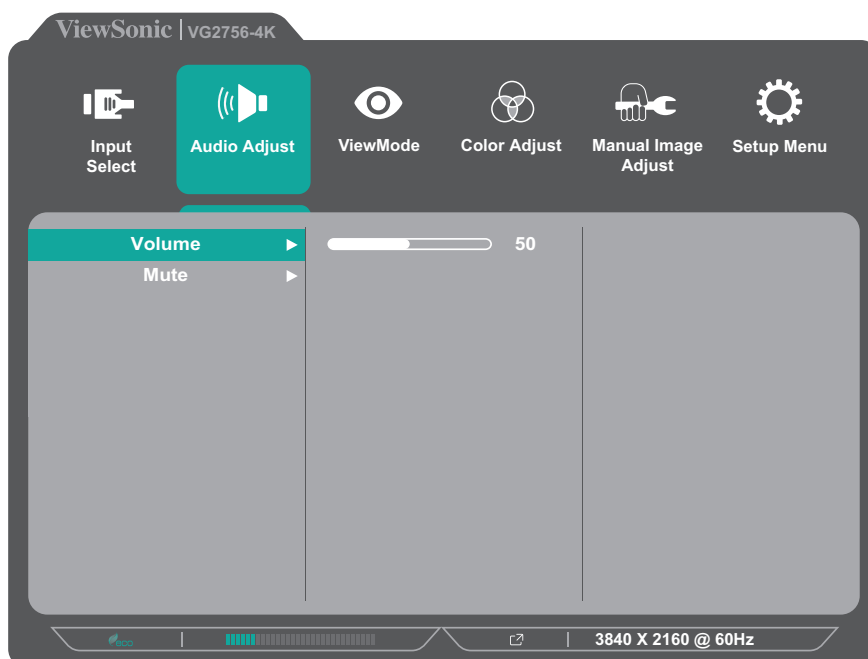 ViewSonic | VG2756-4K
Input Select
Audio Adjust
ViewMode
Color Adjust
Manual Image Adjust
Setup Menu
Volume
50
Mute
eco
3840 X 2160 @ 60Hz